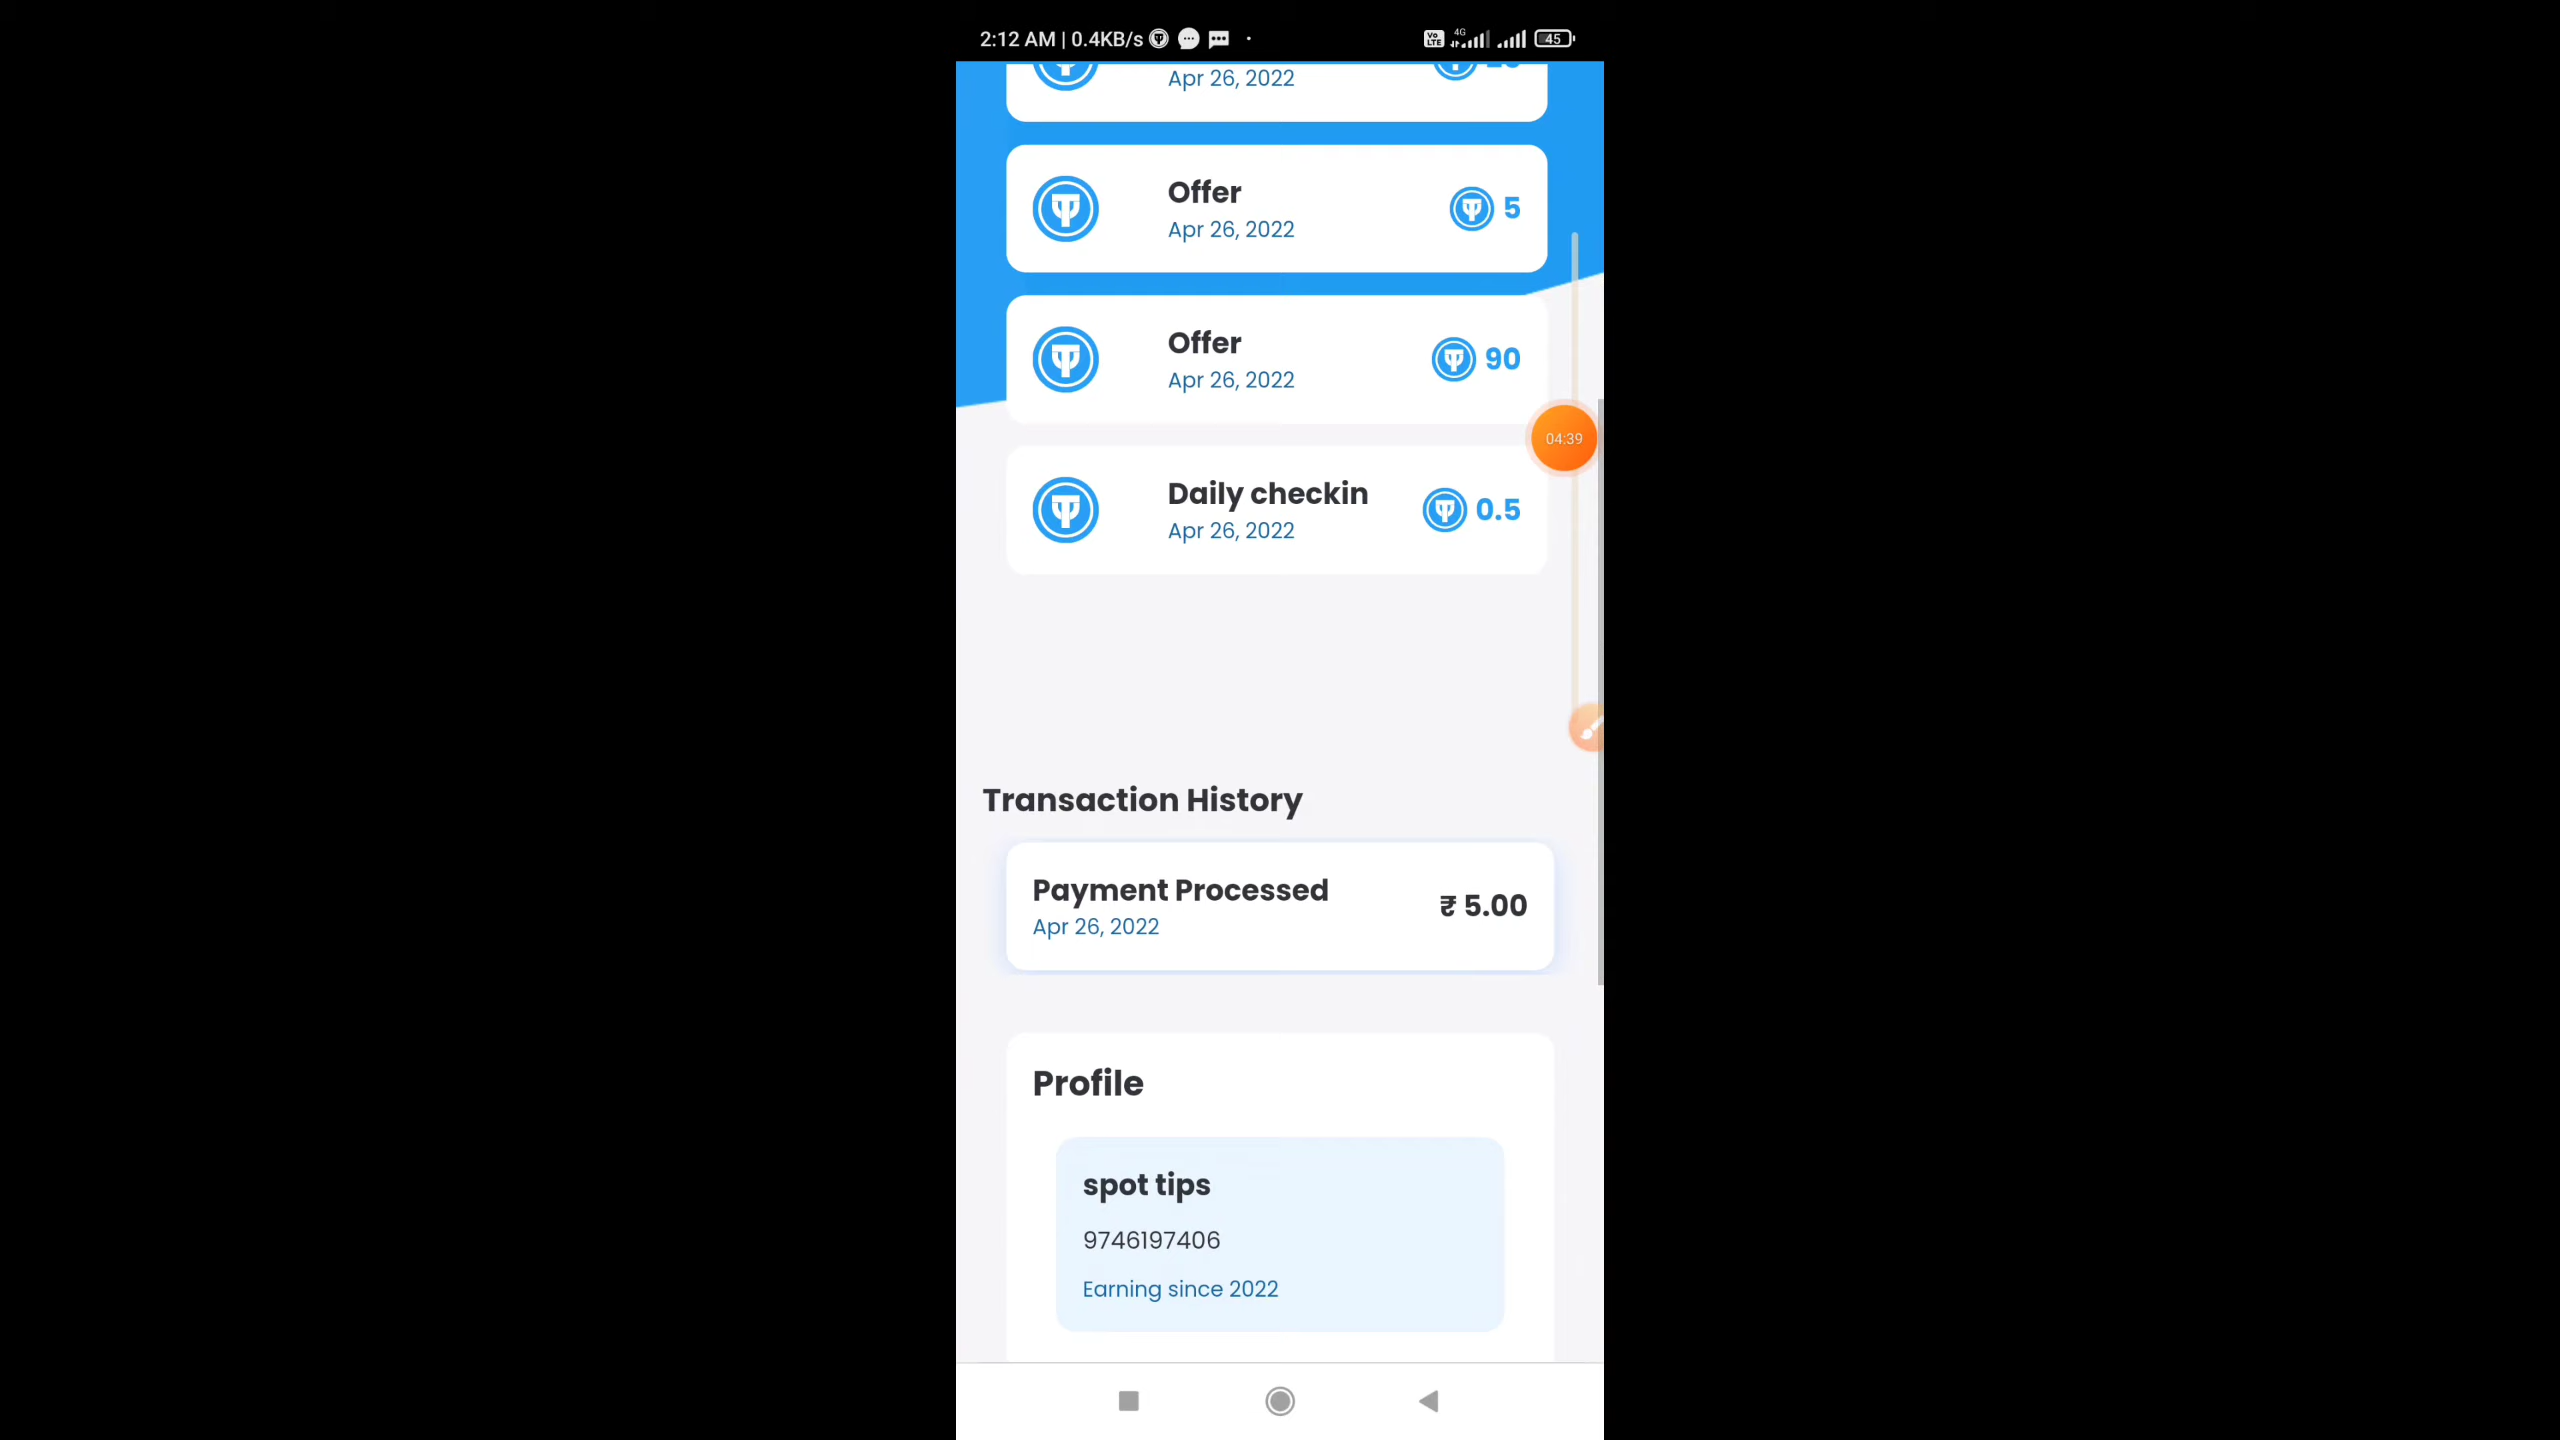 2:12 AM | 0.4KB/s
Vo LTE 4G 45
Apr 26, 2022
Offer
Apr 26, 2022
5
Offer
Apr 26, 2022
90
04:39
Daily checkin
Apr 26, 2022
0.5
Transaction History
Payment Processed
Apr 26, 2022
₹ 5.00
Profile
spot tips
9746197406
Earning since 2022